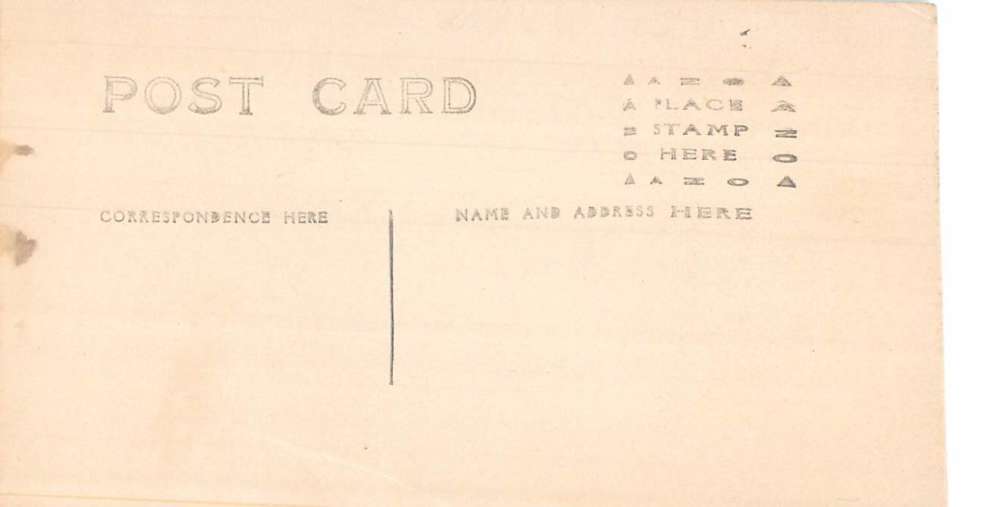 POST CARD
▲ A Z O ▲
A PLACE A
Z STAMP Z
O HERE O
▲ A Z O ▲
CORRESPONDENCE HERE
NAME AND ADDRESS HERE